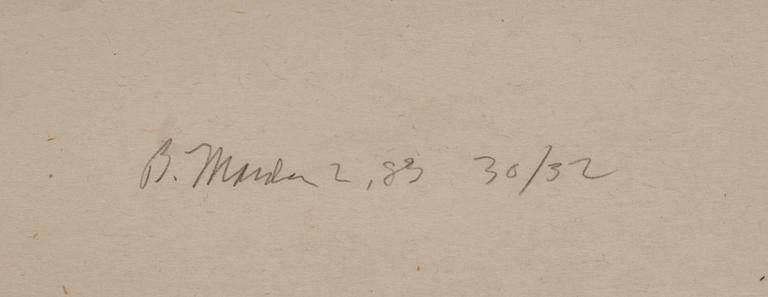 B. Marden 2, 83 30/32